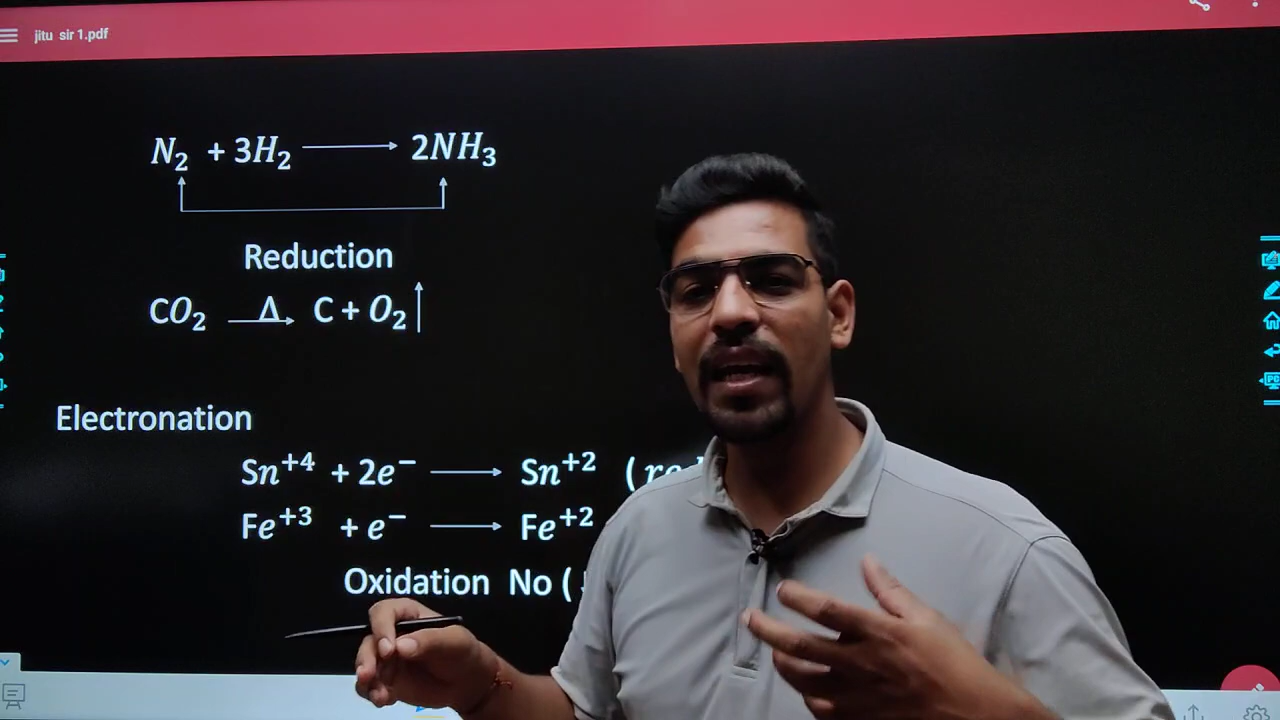 jitu sir 1.pdf
N₂ + 3H₂ ⟶ 2NH₃
Reduction
CO₂ —Δ→ C + O₂↑
Electronation
Sn⁺⁴ + 2e⁻ ⟶ Sn⁺²
Fe⁺³ + e⁻ ⟶ Fe⁺²
Oxidation No (
PC